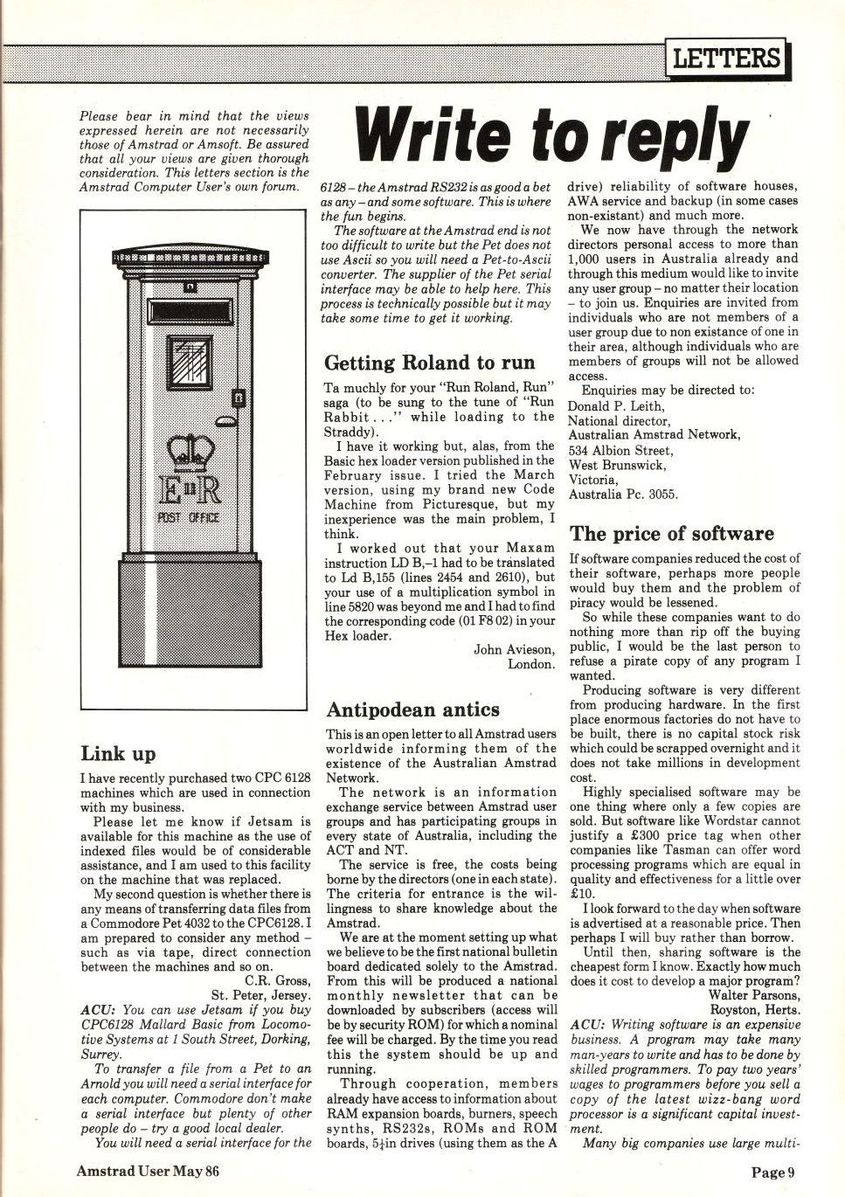 LETTERS
Please bear in mind that the views
expressed herein are not necessarily
those of Amstrad or Amsoft. Be assured
that all your views are given thorough
consideration. This letters section is the
Amstrad Computer User's own forum.
Write to reply
E II R
POST OFFICE
Link up
I have recently purchased two CPC 6128
machines which are used in connection
with my business.
Please let me know if Jetsam is
available for this machine as the use of
indexed files would be of considerable
assistance, and I am used to this facility
on the machine that was replaced.
My second question is whether there is
any means of transferring data files from
a Commodore Pet 4032 to the CPC6128. I
am prepared to consider any method –
such as via tape, direct connection
between the machines and so on.
C.R. Gross,
St. Peter, Jersey.
ACU: You can use Jetsam if you buy
CPC6128 Mallard Basic from Locomo-
tive Systems at 1 South Street, Dorking,
Surrey.
To transfer a file from a Pet to an
Arnold you will need a serial interface for
each computer. Commodore don't make
a serial interface but plenty of other
people do – try a good local dealer.
You will need a serial interface for the
6128 – the Amstrad RS232 is as good a bet
as any – and some software. This is where
the fun begins.
The software at the Amstrad end is not
too difficult to write but the Pet does not
use Ascii so you will need a Pet-to-Ascii
converter. The supplier of the Pet serial
interface may be able to help here. This
process is technically possible but it may
take some time to get it working.
Getting Roland to run
Ta muchly for your "Run Roland, Run"
saga (to be sung to the tune of "Run
Rabbit . . ." while loading to the
Straddy).
I have it working but, alas, from the
Basic hex loader version published in the
February issue. I tried the March
version, using my brand new Code
Machine from Picturesque, but my
inexperience was the main problem, I
think.
I worked out that your Maxam
instruction LD B,–1 had to be translated
to Ld B,155 (lines 2454 and 2610), but
your use of a multiplication symbol in
line 5820 was beyond me and I had to find
the corresponding code (01 F8 02) in your
Hex loader.
John Avieson,
London.
Antipodean antics
This is an open letter to all Amstrad users
worldwide informing them of the
existence of the Australian Amstrad
Network.
The network is an information
exchange service between Amstrad user
groups and has participating groups in
every state of Australia, including the
ACT and NT.
The service is free, the costs being
borne by the directors (one in each state).
The criteria for entrance is the wil-
lingness to share knowledge about the
Amstrad.
We are at the moment setting up what
we believe to be the first national bulletin
board dedicated solely to the Amstrad.
From this will be produced a national
monthly newsletter that can be
downloaded by subscribers (access will
be by security ROM) for which a nominal
fee will be charged. By the time you read
this the system should be up and
running.
Through cooperation, members
already have access to information about
RAM expansion boards, burners, speech
synths, RS232s, ROMs and ROM
boards, 5¼in drives (using them as the A
drive) reliability of software houses,
AWA service and backup (in some cases
non-existant) and much more.
We now have through the network
directors personal access to more than
1,000 users in Australia already and
through this medium would like to invite
any user group – no matter their location
– to join us. Enquiries are invited from
individuals who are not members of a
user group due to non existance of one in
their area, although individuals who are
members of groups will not be allowed
access.
Enquiries may be directed to:
Donald P. Leith,
National director,
Australian Amstrad Network,
534 Albion Street,
West Brunswick,
Victoria,
Australia Pc. 3055.
The price of software
If software companies reduced the cost of
their software, perhaps more people
would buy them and the problem of
piracy would be lessened.
So while these companies want to do
nothing more than rip off the buying
public, I would be the last person to
refuse a pirate copy of any program I
wanted.
Producing software is very different
from producing hardware. In the first
place enormous factories do not have to
be built, there is no capital stock risk
which could be scrapped overnight and it
does not take millions in development
cost.
Highly specialised software may be
one thing where only a few copies are
sold. But software like Wordstar cannot
justify a £300 price tag when other
companies like Tasman can offer word
processing programs which are equal in
quality and effectiveness for a little over
£10.
I look forward to the day when software
is advertised at a reasonable price. Then
perhaps I will buy rather than borrow.
Until then, sharing software is the
cheapest form I know. Exactly how much
does it cost to develop a major program?
Walter Parsons,
Royston, Herts.
ACU: Writing software is an expensive
business. A program may take many
man-years to write and has to be done by
skilled programmers. To pay two years'
wages to programmers before you sell a
copy of the latest wizz-bang word
processor is a significant capital invest-
ment.
Many big companies use large multi-
Amstrad User May 86
Page 9